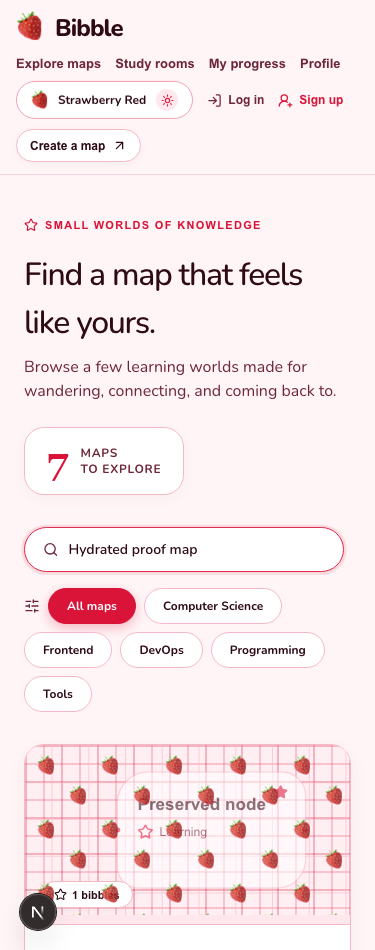 Bibble
Explore maps Study rooms My progress Profile
Strawberry Red Log in Sign up
Create a map
SMALL WORLDS OF KNOWLEDGE
Find a map that feels
like yours.
Browse a few learning worlds made for
wandering, connecting, and coming back to.
7 MAPS
TO EXPLORE
Hydrated proof map
All maps Computer Science
Frontend DevOps Programming
Tools
Preserved node
Learning
1 bibbles
N